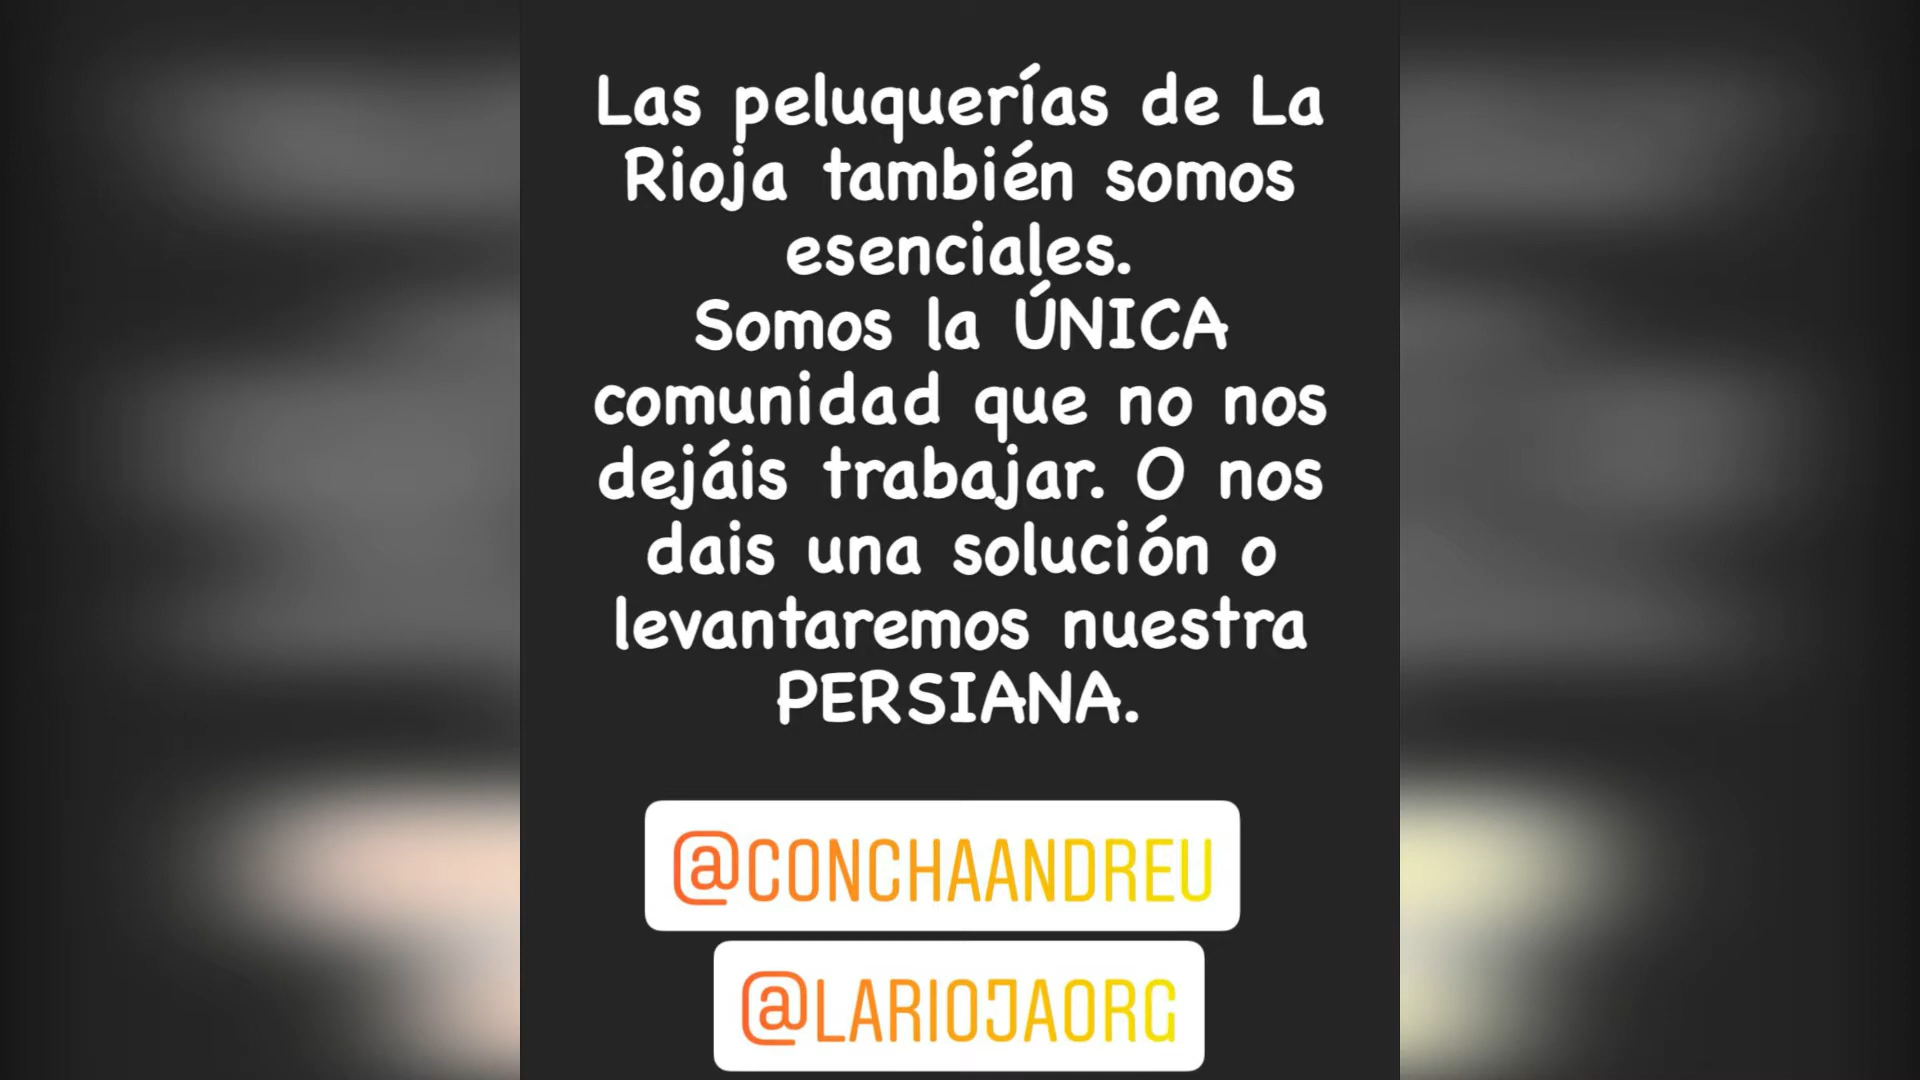 Las peluquerías de La
Rioja también somos
esenciales.
Somos la ÚNICA
comunidad que no nos
dejáis trabajar. O nos
dais una solución o
levantaremos nuestra
PERSIANA.
@CONCHAANDREU
@LARIOJAORG